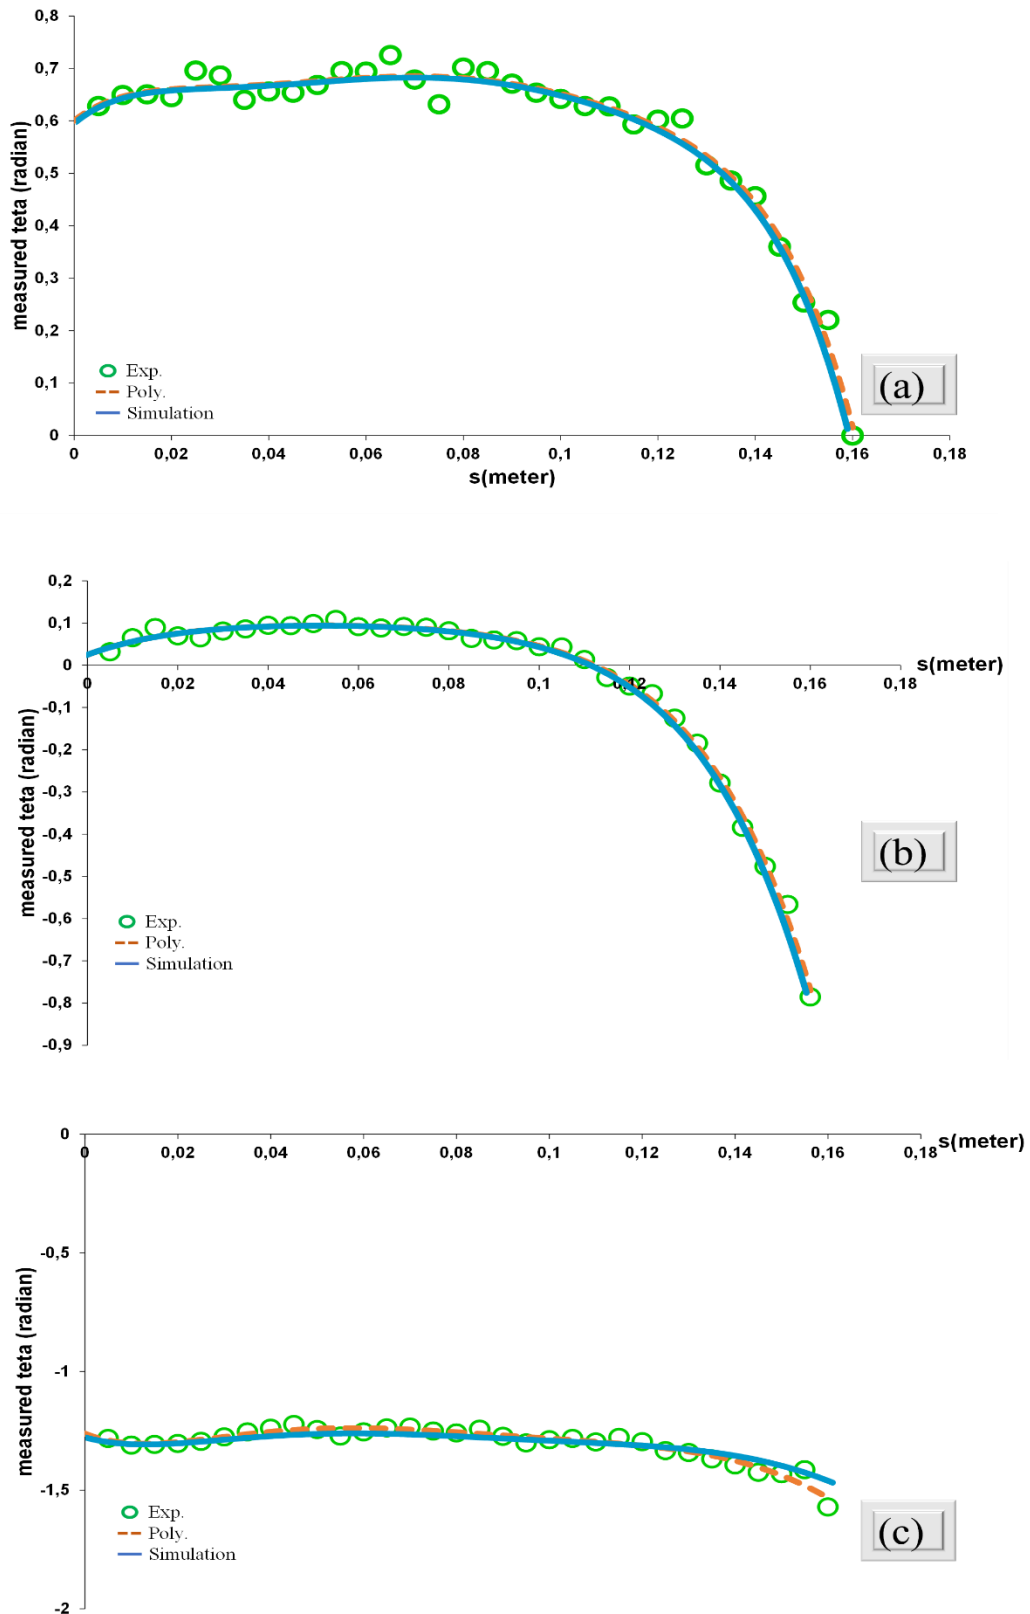 0,8
0,7
0,6
0,5
0,4
0,3
0,2
0,1
0
measured teta (radian)
Exp.
Poly.
Simulation
(a)
0 0,02 0,04 0,06 0,08 0,1 0,12 0,14 0,16 0,18
s(meter)
0,2
0,1
0
-0,1
-0,2
-0,3
-0,4
-0,5
-0,6
-0,7
-0,8
-0,9
measured teta (radian)
s(meter)
0 0,02 0,04 0,06 0,08 0,1 0,12 0,14 0,16 0,18
(b)
Exp.
Poly.
Simulation
0
-0,5
-1
-1,5
-2
measured teta (radian)
s(meter)
0 0,02 0,04 0,06 0,08 0,1 0,12 0,14 0,16 0,18
Exp.
Poly.
Simulation
(c)